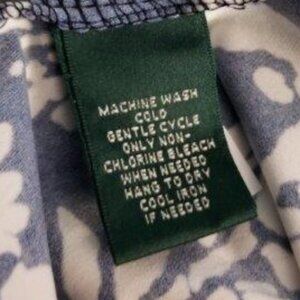 MACHINE WASH
COLD
GENTLE CYCLE
ONLY NON-
CHLORINE BLEACH
WHEN NEEDED
HANG TO DRY
COOL IRON
IF NEEDED